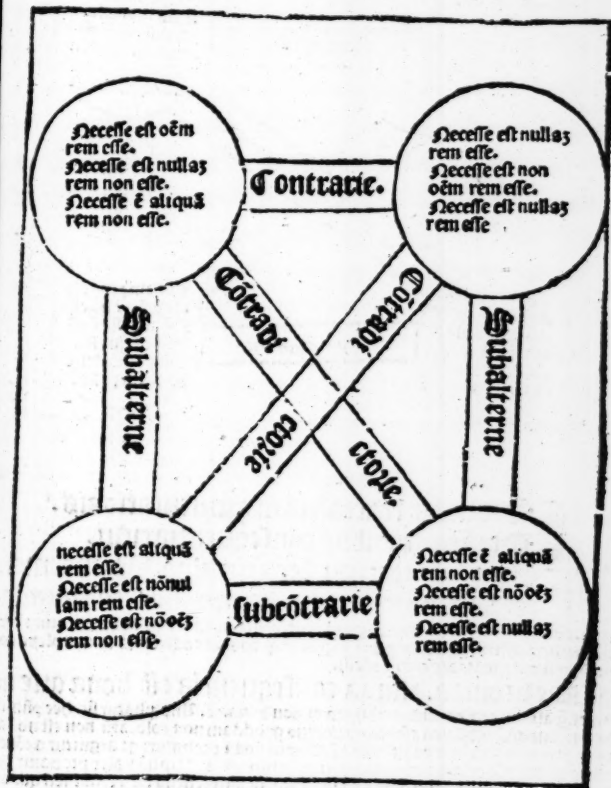 Necesse est oēm
rem esse.
Necesse est nullaʒ
rem non esse.
Necesse ē aliquā
rem non esse.
Contrarie.
Necesse est nullaʒ
rem esse.
Necesse est non
oēm rem esse.
Necesse est nullaʒ
rem esse
Cōtradi
ctorie
Cōtradi
ctorie.
Subalterne
Subalterne
necesse est aliquā
rem esse.
Necesse est nōnul
lam rem esse.
Necesse est nō oēʒ
rem non esse.
subcōtrarie
Necesse ē aliquā
rem non esse.
Necesse est nō oēʒ
rem esse.
Necesse est nullaʒ
rem esse.